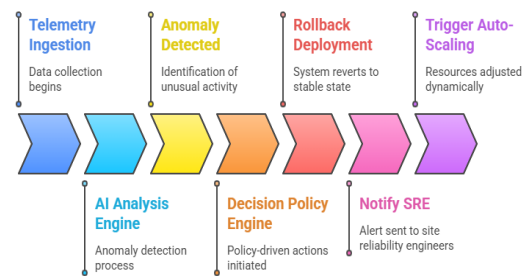 Telemetry
Ingestion
Data collection
begins
Anomaly
Detected
Identification of
unusual activity
Rollback
Deployment
System reverts to
stable state
Trigger Auto-
Scaling
Resources adjusted
dynamically
AI Analysis
Engine
Anomaly detection
process
Decision Policy
Engine
Policy-driven actions
initiated
Notify SRE
Alert sent to site
reliability engineers